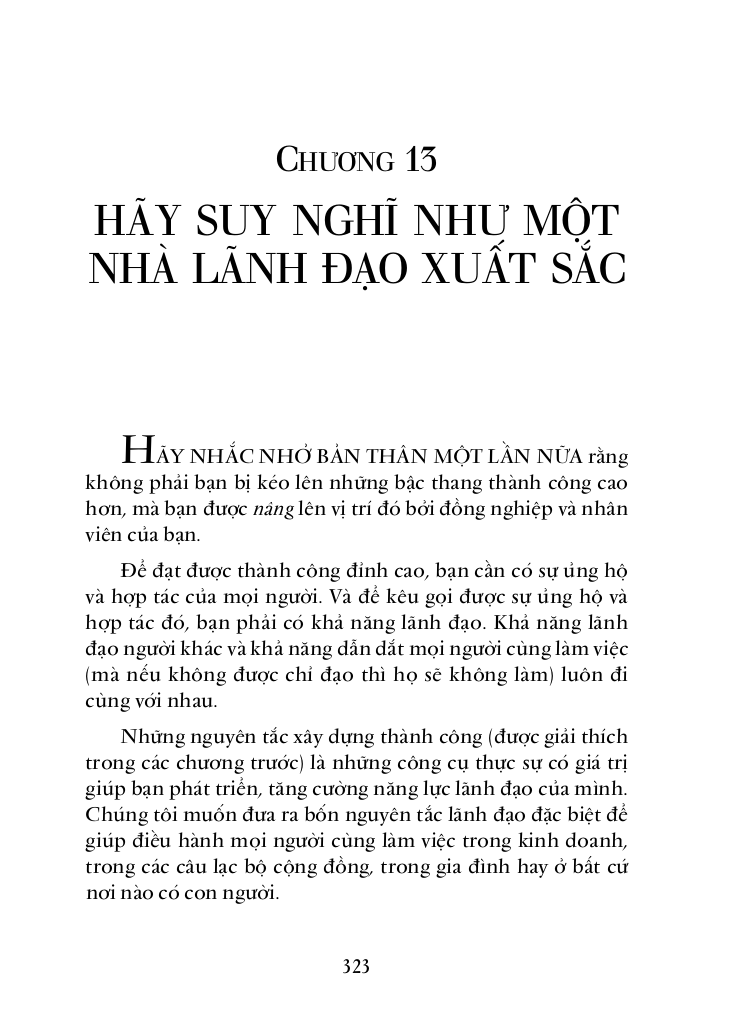 CHƯƠNG 13
HÃY SUY NGHĨ NHƯ MỘT
NHÀ LÃNH ĐẠO XUẤT SẮC
HÃY NHẮC NHỞ BẢN THÂN MỘT LẦN NỮA rằng
không phải bạn bị kéo lên những bậc thang thành công cao
hơn, mà bạn được nâng lên vị trí đó bởi đồng nghiệp và nhân
viên của bạn.
Để đạt được thành công đỉnh cao, bạn cần có sự ủng hộ
và hợp tác của mọi người. Và để kêu gọi được sự ủng hộ và
hợp tác đó, bạn phải có khả năng lãnh đạo. Khả năng lãnh
đạo người khác và khả năng dẫn dắt mọi người cùng làm việc
(mà nếu không được chỉ đạo thì họ sẽ không làm) luôn đi
cùng với nhau.
Những nguyên tắc xây dựng thành công (được giải thích
trong các chương trước) là những công cụ thực sự có giá trị
giúp bạn phát triển, tăng cường năng lực lãnh đạo của mình.
Chúng tôi muốn đưa ra bốn nguyên tắc lãnh đạo đặc biệt để
giúp điều hành mọi người cùng làm việc trong kinh doanh,
trong các câu lạc bộ cộng đồng, trong gia đình hay ở bất cứ
nơi nào có con người.
323